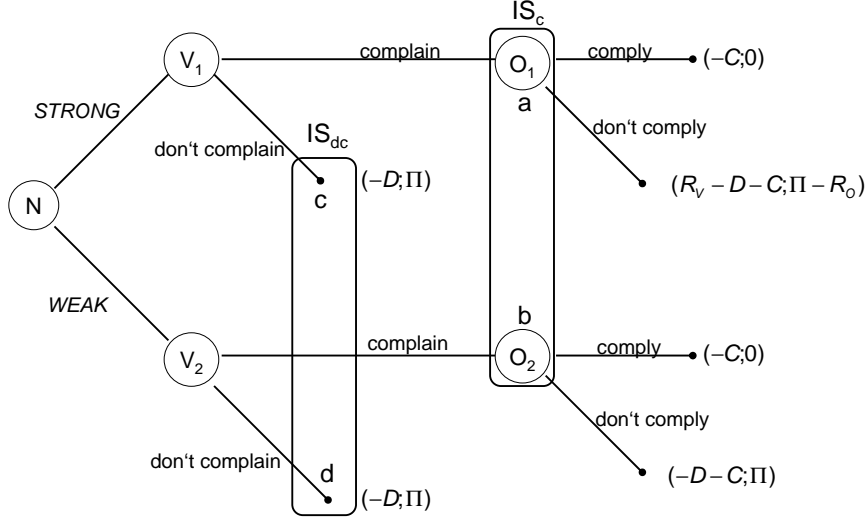 IS_c
V_1 complain O_1 comply (–C;0)
a
STRONG don't comply
IS_dc
don't complain (–D;Π)
c (R_V – D – C;Π – R_O)
N
WEAK b
V_2 complain O_2 comply (–C;0)
don't comply
don't complain d
(–D;Π) (–D – C;Π)